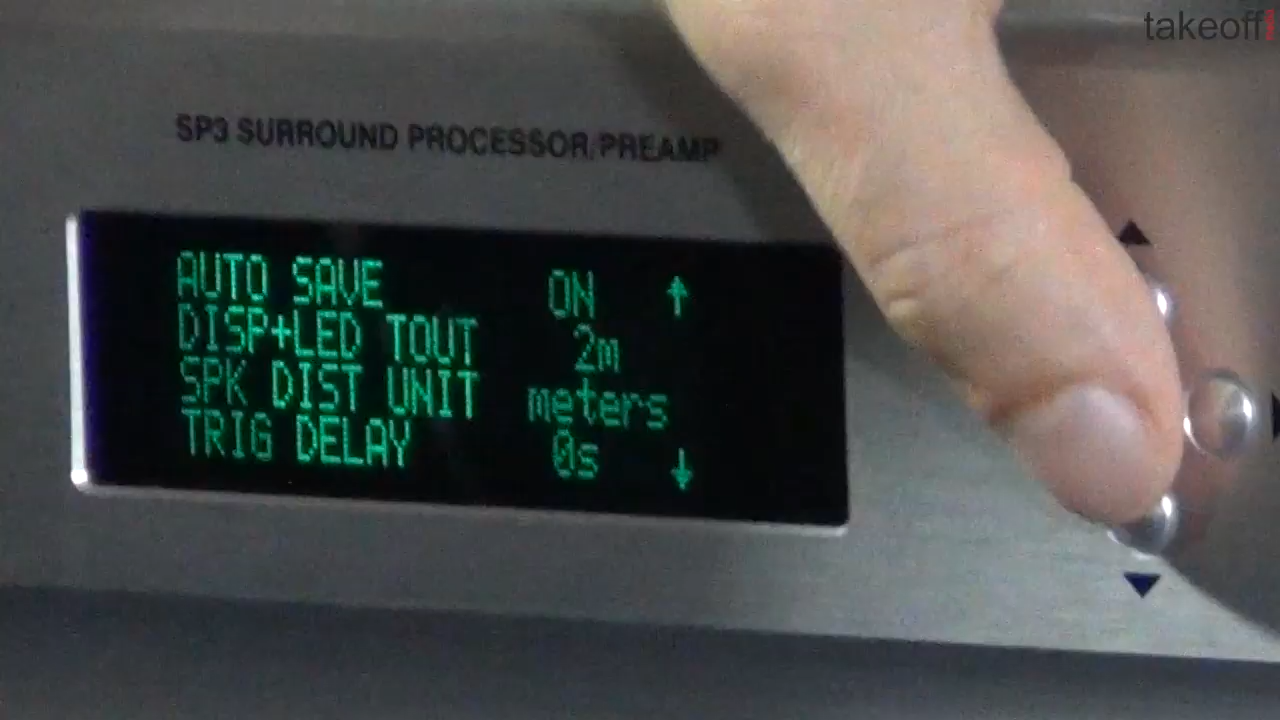 takeoff1
SP3 SURROUND PROCESSOR/PREAMP
AUTO SAVE ON ↑
DISP+LED TOUT 2m
SPK DIST UNIT meters
TRIG DELAY 0s ↓